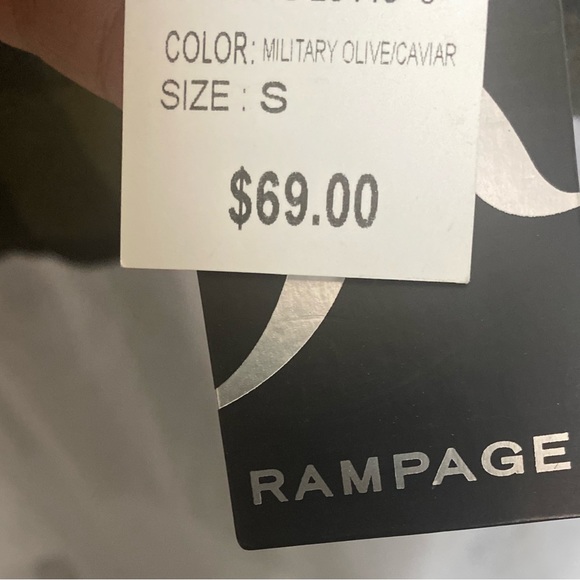 COLOR: MILITARY OLIVE/CAVIAR
SIZE : S
$69.00
RAMPAGE